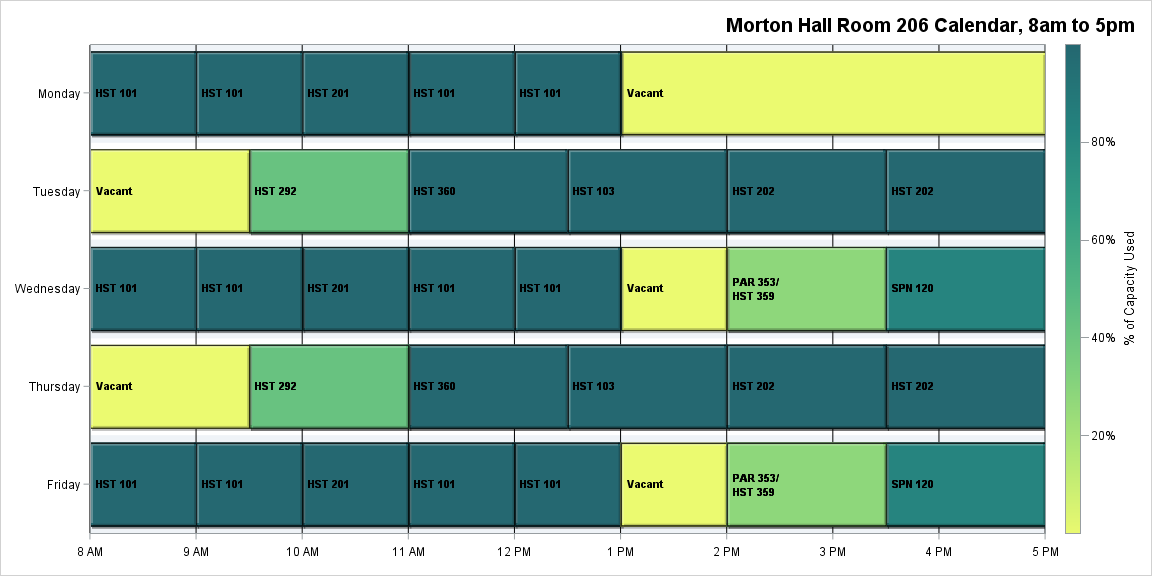 Morton Hall Room 206 Calendar, 8am to 5pm
Monday
HST 101
HST 101
HST 201
HST 101
HST 101
Vacant
Tuesday
Vacant
HST 292
HST 360
HST 103
HST 202
HST 202
Wednesday
HST 101
HST 101
HST 201
HST 101
HST 101
Vacant
PAR 353/
HST 359
SPN 120
Thursday
Vacant
HST 292
HST 360
HST 103
HST 202
HST 202
Friday
HST 101
HST 101
HST 201
HST 101
HST 101
Vacant
PAR 353/
HST 359
SPN 120
8 AM
9 AM
10 AM
11 AM
12 PM
1 PM
2 PM
3 PM
4 PM
5 PM
80%
60%
40%
20%
% of Capacity Used